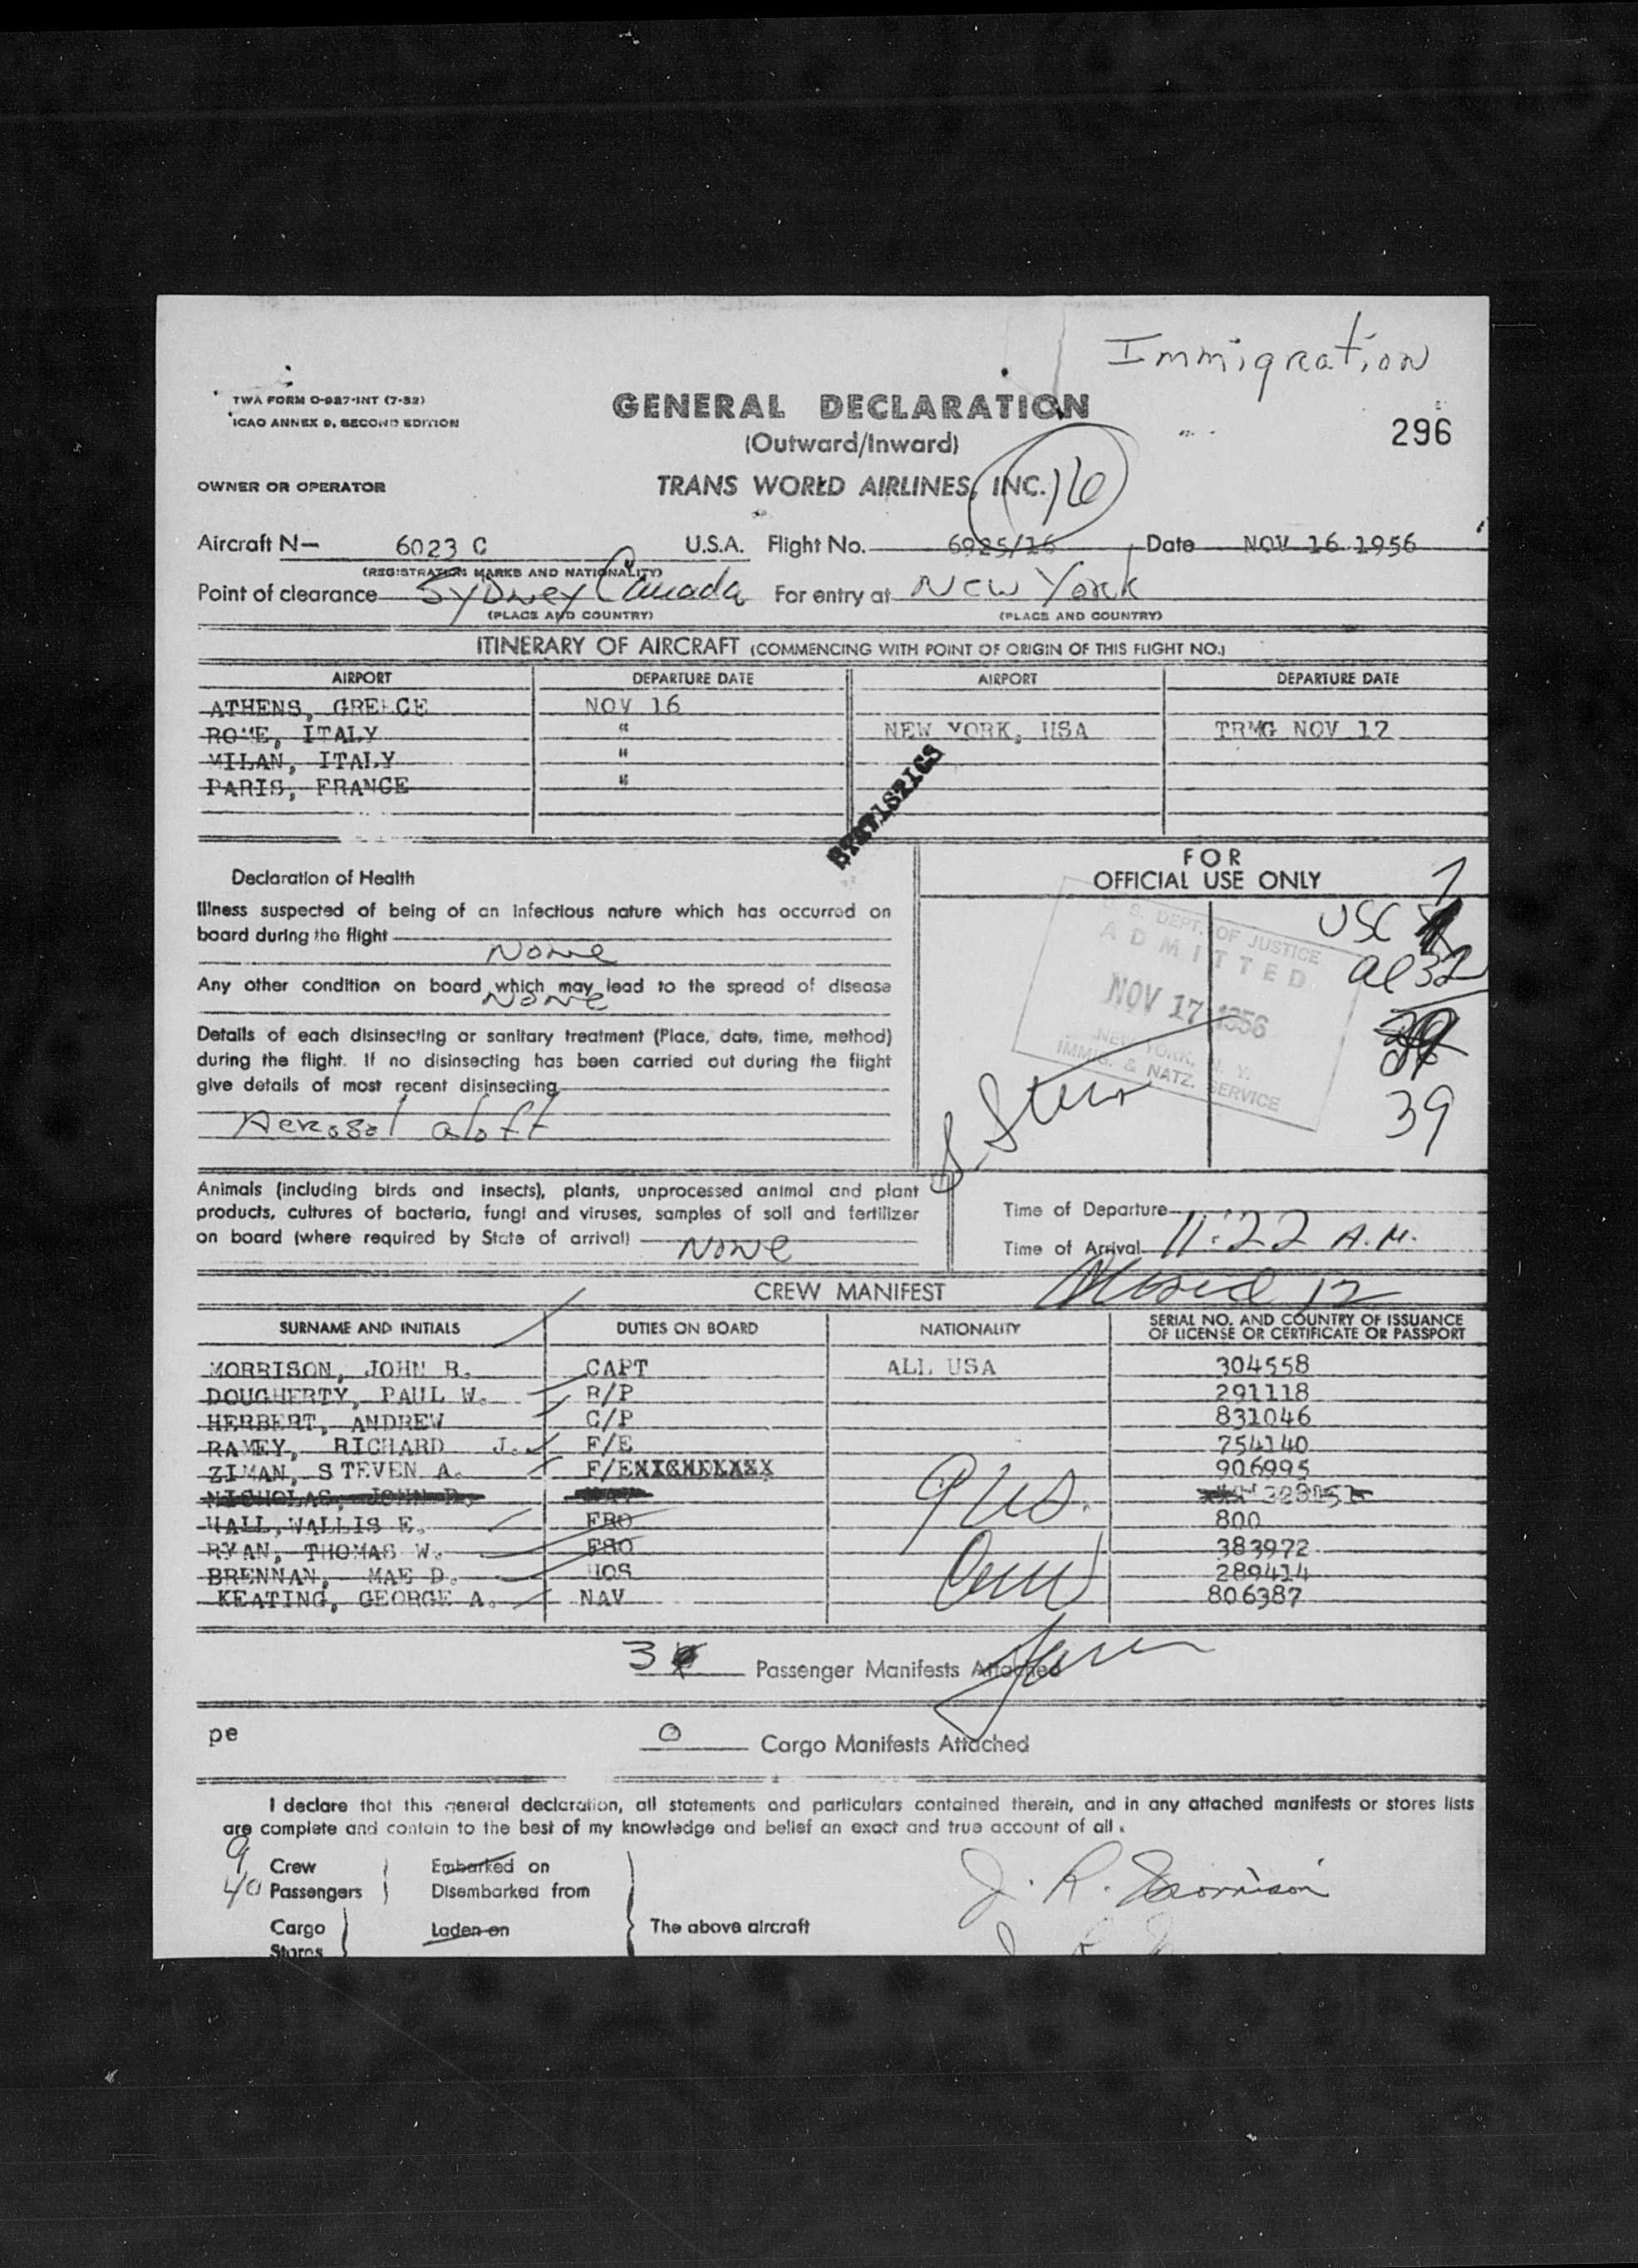 Immigration
TWA FORM O-927-INT (7-52)
ICAO ANNEX 9, SECOND EDITION
GENERAL DECLARATION
(Outward/Inward)
296
OWNER OR OPERATOR
TRANS WORLD AIRLINES, INC.
16
Aircraft N— 6023 C U.S.A. Flight No. 6925/16 Date NOV 16 1956
(REGISTRATION MARKS AND NATIONALITY)
Point of clearance Sydney Canada For entry at New York
(PLACE AND COUNTRY) (PLACE AND COUNTRY)
ITINERARY OF AIRCRAFT (COMMENCING WITH POINT OF ORIGIN OF THIS FLIGHT NO.)
AIRPORT DEPARTURE DATE AIRPORT DEPARTURE DATE
ATHENS, GREECE NOV 16
ROME, ITALY " NEW YORK, USA TRMG NOV 17
MILAN, ITALY "
PARIS, FRANCE "
STATISTICS
Declaration of Health
Illness suspected of being of an infectious nature which has occurred on
board during the flight
None
Any other condition on board which may lead to the spread of disease
None
Details of each disinsecting or sanitary treatment (Place, date, time, method)
during the flight. If no disinsecting has been carried out during the flight
give details of most recent disinsecting
Aerosol aloft
FOR
OFFICIAL USE ONLY
7
USC
al 32
39
U. S. DEPT. OF JUSTICE
ADMITTED
NOV 17 1956
NEW YORK, N. Y.
IMMIG. & NATZ. SERVICE
Animals (including birds and insects), plants, unprocessed animal and plant
products, cultures of bacteria, fungi and viruses, samples of soil and fertilizer
on board (where required by State of arrival) None
Time of Departure
Time of Arrival 11:22 A.M.
CREW MANIFEST
SURNAME AND INITIALS DUTIES ON BOARD NATIONALITY SERIAL NO. AND COUNTRY OF ISSUANCE
OF LICENSE OR CERTIFICATE OR PASSPORT
MORRISON, JOHN R. CAPT ALL USA 304558
DOUGHERTY, PAUL W. R/P 291118
HERBERT, ANDREW C/P 831046
RAMEY, RICHARD J. F/E 754140
ZIMAN, STEVEN A. F/E 906995
NICHOLAS, JOHN
HALL, WALLIS E. FRO 800
RYAN, THOMAS W. FSO 383972
BRENNAN, MAE D. HOS 289414
KEATING, GEORGE A. NAV 806387
9 US.
3 Passenger Manifests Attached
pe
0 Cargo Manifests Attached
I declare that this general declaration, all statements and particulars contained therein, and in any attached manifests or stores lists
are complete and contain to the best of my knowledge and belief an exact and true account of all.
9 Crew Embarked on
40 Passengers Disembarked from
J. R. Morrison
Cargo Laden on The above aircraft
Stores